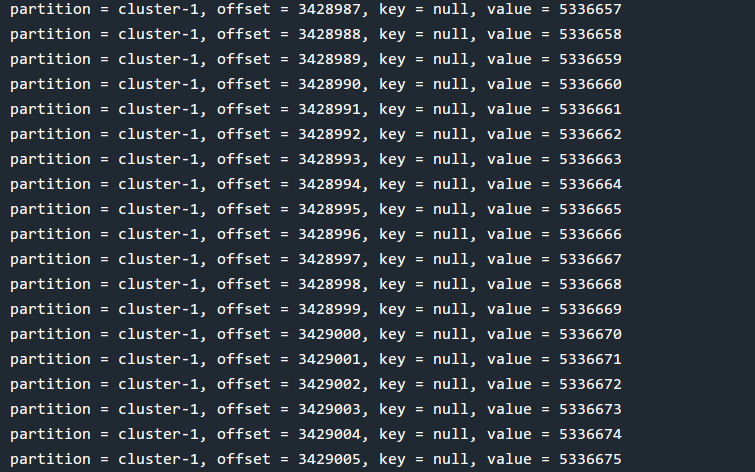 partition = cluster-1, offset = 3428987, key = null, value = 5336657
partition = cluster-1, offset = 3428988, key = null, value = 5336658
partition = cluster-1, offset = 3428989, key = null, value = 5336659
partition = cluster-1, offset = 3428990, key = null, value = 5336660
partition = cluster-1, offset = 3428991, key = null, value = 5336661
partition = cluster-1, offset = 3428992, key = null, value = 5336662
partition = cluster-1, offset = 3428993, key = null, value = 5336663
partition = cluster-1, offset = 3428994, key = null, value = 5336664
partition = cluster-1, offset = 3428995, key = null, value = 5336665
partition = cluster-1, offset = 3428996, key = null, value = 5336666
partition = cluster-1, offset = 3428997, key = null, value = 5336667
partition = cluster-1, offset = 3428998, key = null, value = 5336668
partition = cluster-1, offset = 3428999, key = null, value = 5336669
partition = cluster-1, offset = 3429000, key = null, value = 5336670
partition = cluster-1, offset = 3429001, key = null, value = 5336671
partition = cluster-1, offset = 3429002, key = null, value = 5336672
partition = cluster-1, offset = 3429003, key = null, value = 5336673
partition = cluster-1, offset = 3429004, key = null, value = 5336674
partition = cluster-1, offset = 3429005, key = null, value = 5336675